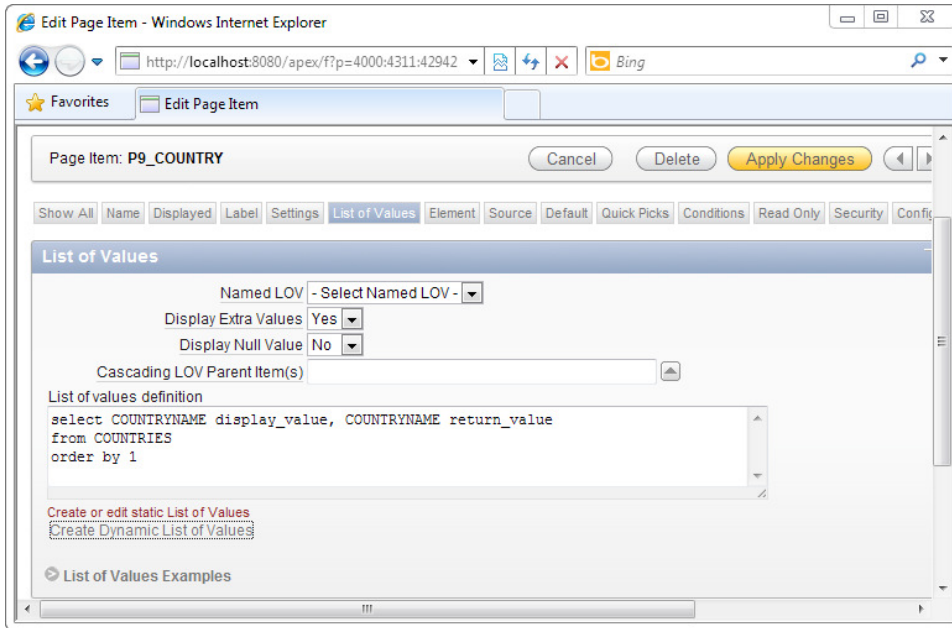 Edit Page Item - Windows Internet Explorer
http://localhost:8080/apex/f?p=4000:4311:42942
Bing
Favorites
Edit Page Item
Page Item: P9_COUNTRY
Cancel
Delete
Apply Changes
Show All Name Displayed Label Settings List of Values Element Source Default Quick Picks Conditions Read Only Security Config
List of Values
Named LOV - Select Named LOV -
Display Extra Values Yes
Display Null Value No
Cascading LOV Parent Item(s)
List of values definition
select COUNTRYNAME display_value, COUNTRYNAME return_value
from COUNTRIES
order by 1
Create or edit static List of Values
Create Dynamic List of Values
List of Values Examples